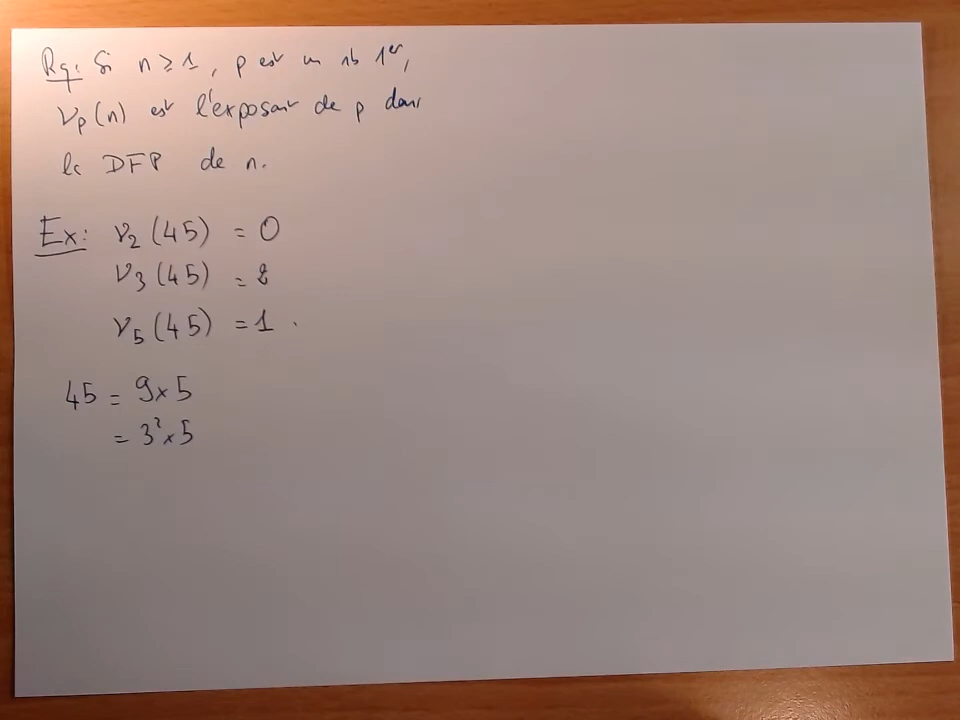 Rq: Si n ≥ 1, p est un nb 1er,
νp(n) est l'exposant de p dans
la DFP de n.
Ex: ν2(45) = 0
ν3(45) = 2
ν5(45) = 1.
45 = 9×5
= 3²×5